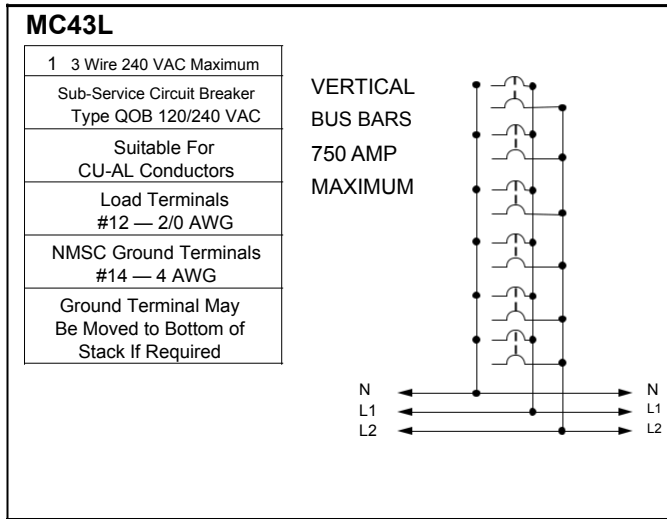 MC43L
1 3 Wire 240 VAC Maximum
Sub-Service Circuit Breaker
Type QOB 120/240 VAC
Suitable For
CU-AL Conductors
Load Terminals
#12 — 2/0 AWG
NMSC Ground Terminals
#14 — 4 AWG
Ground Terminal May
Be Moved to Bottom of
Stack If Required
VERTICAL
BUS BARS
750 AMP
MAXIMUM
N N
L1 L1
L2 L2